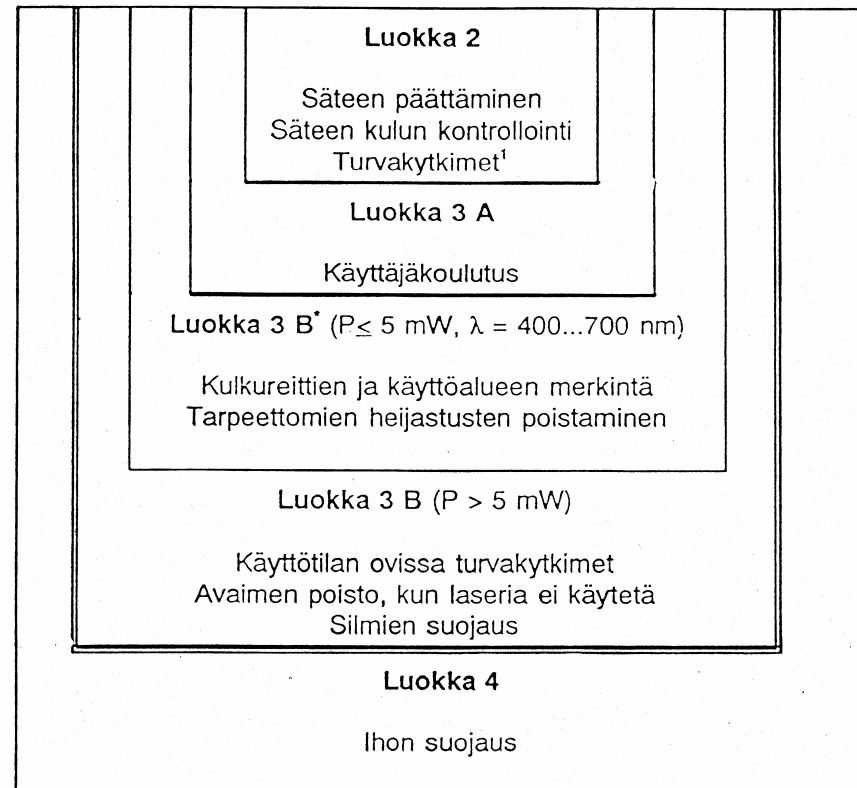 Luokka 2
Säteen päättäminen
Säteen kulun kontrollointi
Turvakytkimet¹
Luokka 3 A
Käyttäjäkoulutus
Luokka 3 B* (P≤ 5 mW, λ = 400...700 nm)
Kulkureittien ja käyttöalueen merkintä
Tarpeettomien heijastusten poistaminen
Luokka 3 B (P > 5 mW)
Käyttötilan ovissa turvakytkimet
Avaimen poisto, kun laseria ei käytetä
Silmien suojaus
Luokka 4
Ihon suojaus